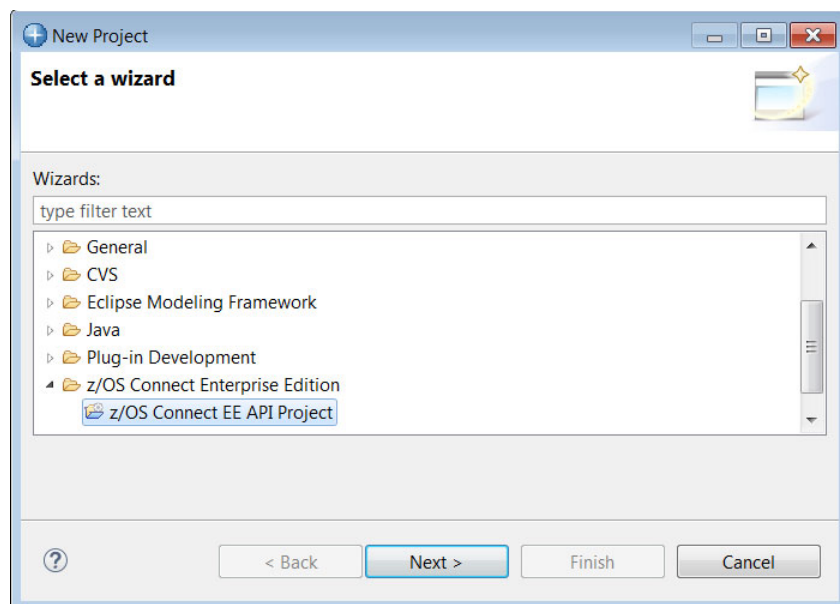 New Project
Select a wizard
Wizards:
type filter text
General
CVS
Eclipse Modeling Framework
Java
Plug-in Development
z/OS Connect Enterprise Edition
z/OS Connect EE API Project
? < Back Next > Finish Cancel